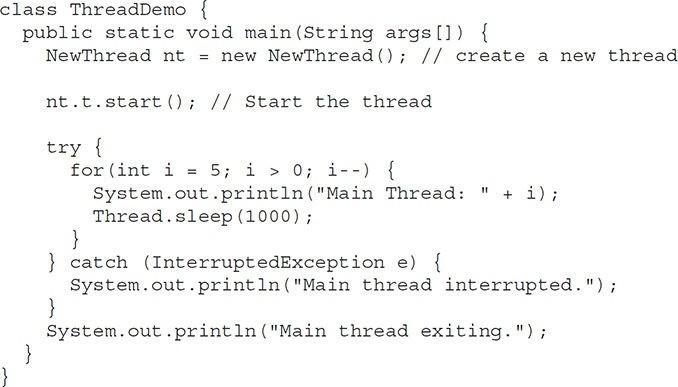 class ThreadDemo {
  public static void main(String args[]) {
    NewThread nt = new NewThread(); // create a new thread

    nt.t.start(); // Start the thread

    try {
      for(int i = 5; i > 0; i--) {
        System.out.println("Main Thread: " + i);
        Thread.sleep(1000);
      }
    } catch (InterruptedException e) {
      System.out.println("Main thread interrupted.");
    }
    System.out.println("Main thread exiting.");
  }
}